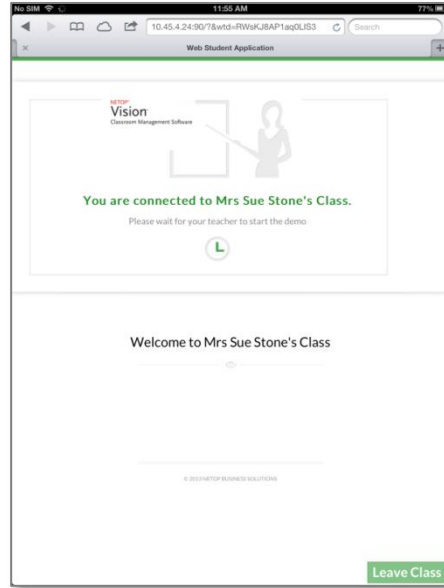 No SIM 11:55 AM 77%
10.45.4.24:90/?&wtd=RWsKJ8AP1aq0LIS3 Search
Web Student Application
NETOP
Vision
Classroom Management Software
You are connected to Mrs Sue Stone's Class.
Please wait for your teacher to start the demo
Welcome to Mrs Sue Stone's Class
© 2013 NETOP BUSINESS SOLUTIONS
Leave Class